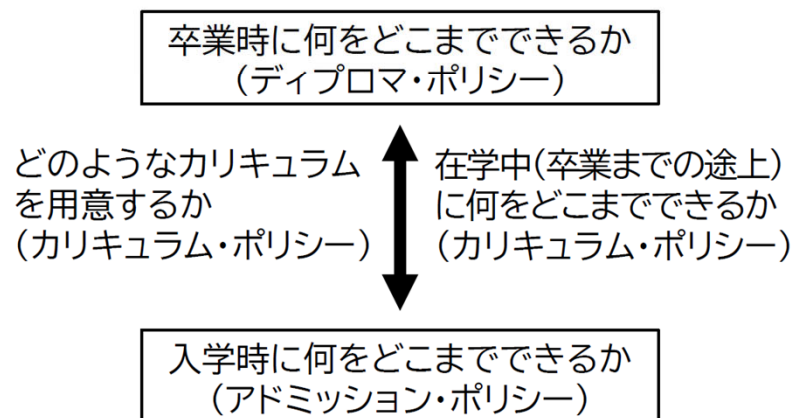 卒業時に何をどこまでできるか
（ディプロマ・ポリシー）
どのようなカリキュラム
を用意するか
（カリキュラム・ポリシー）
在学中（卒業までの途上）
に何をどこまでできるか
（カリキュラム・ポリシー）
入学時に何をどこまでできるか
（アドミッション・ポリシー）